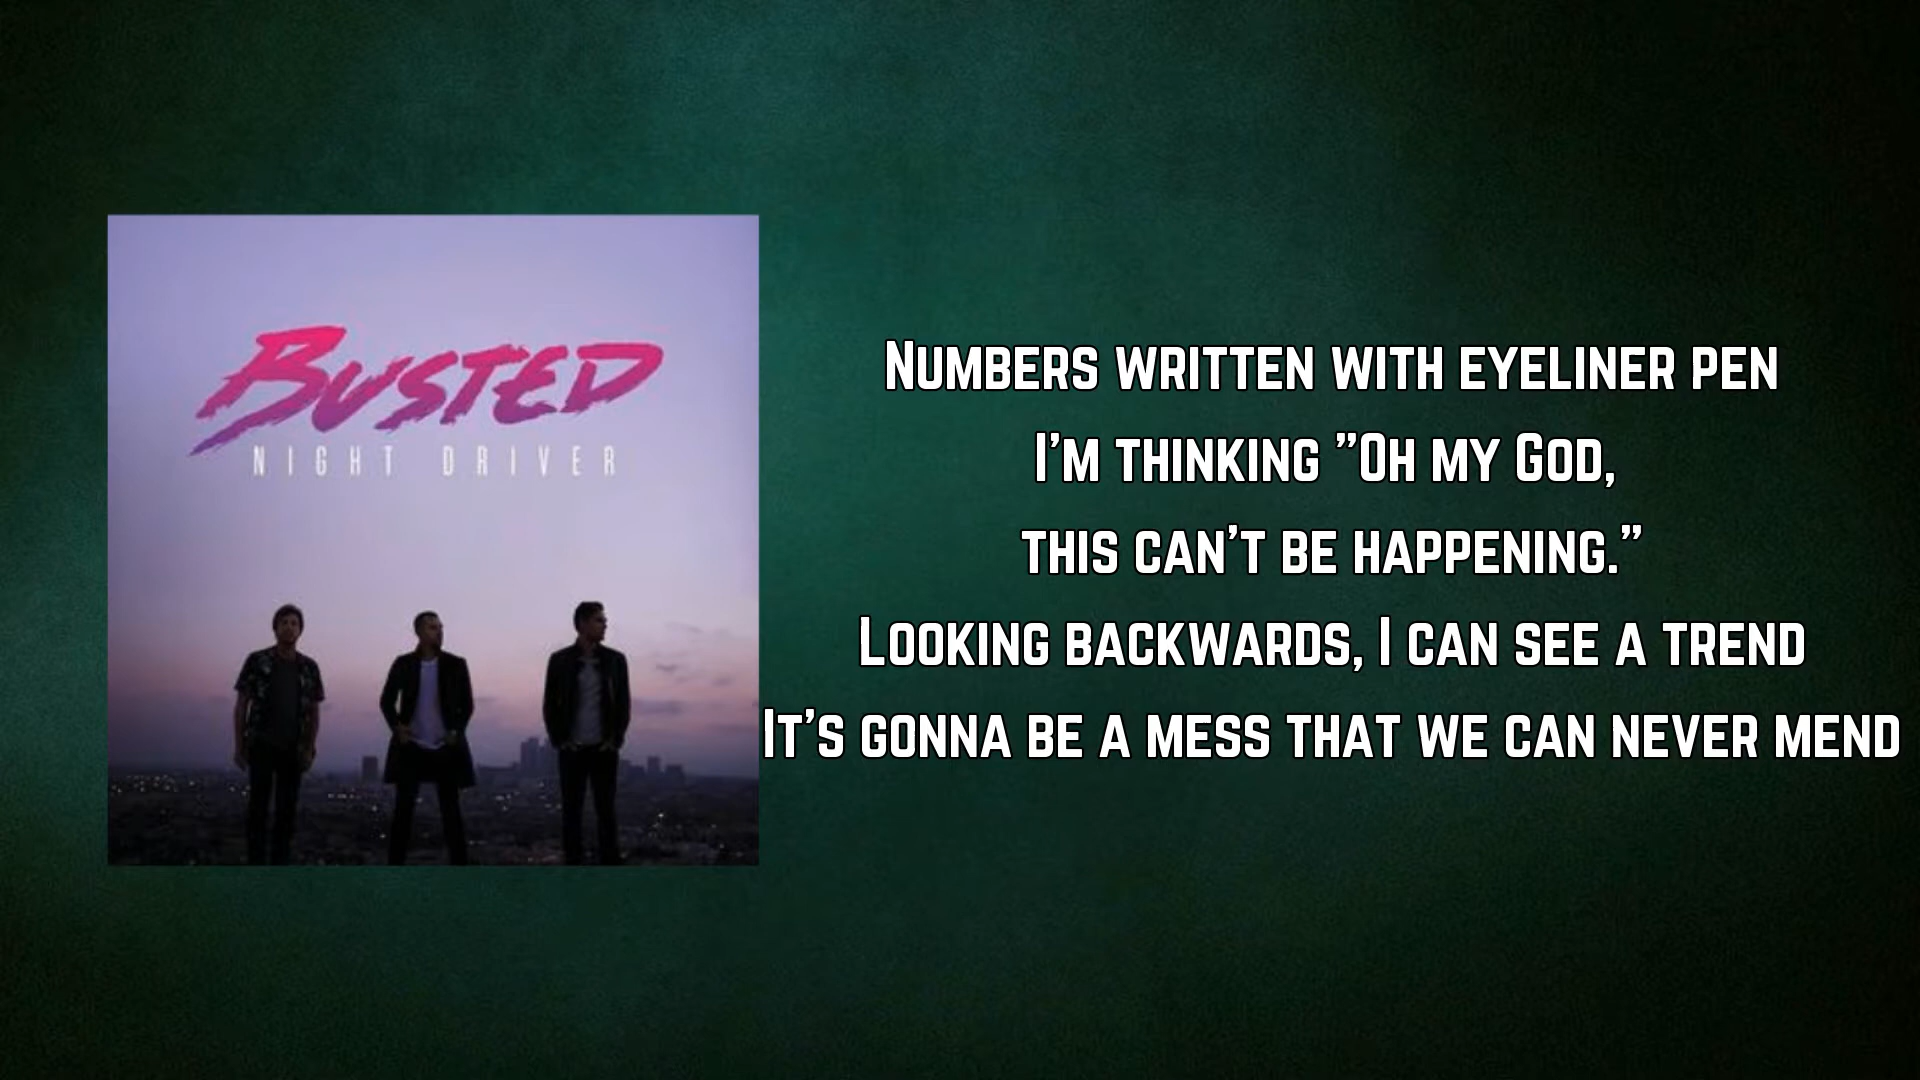 BUSTED
NIGHT DRIVER
Numbers written with eyeliner pen
I'm thinking "Oh my God,
this can't be happening."
Looking backwards, I can see a trend
It's gonna be a mess that we can never mend